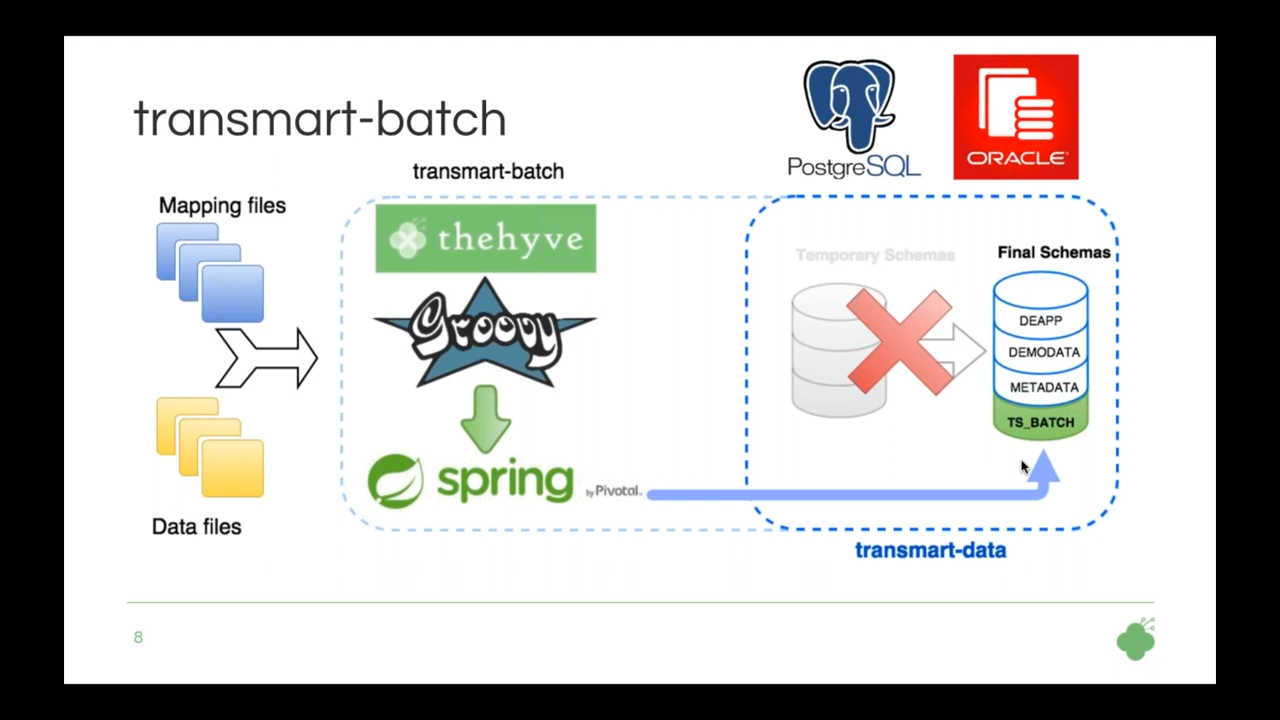 transmart-batch
PostgreSQL
ORACLE
transmart-batch
Mapping files
thehyve
Groovy
spring
by Pivotal
Data files
Temporary Schemas
Final Schemas
DEAPP
DEMODATA
METADATA
TS_BATCH
transmart-data
8